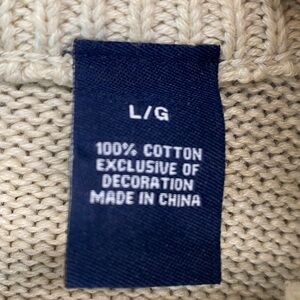 L/G
100% COTTON
EXCLUSIVE OF
DECORATION
MADE IN CHINA